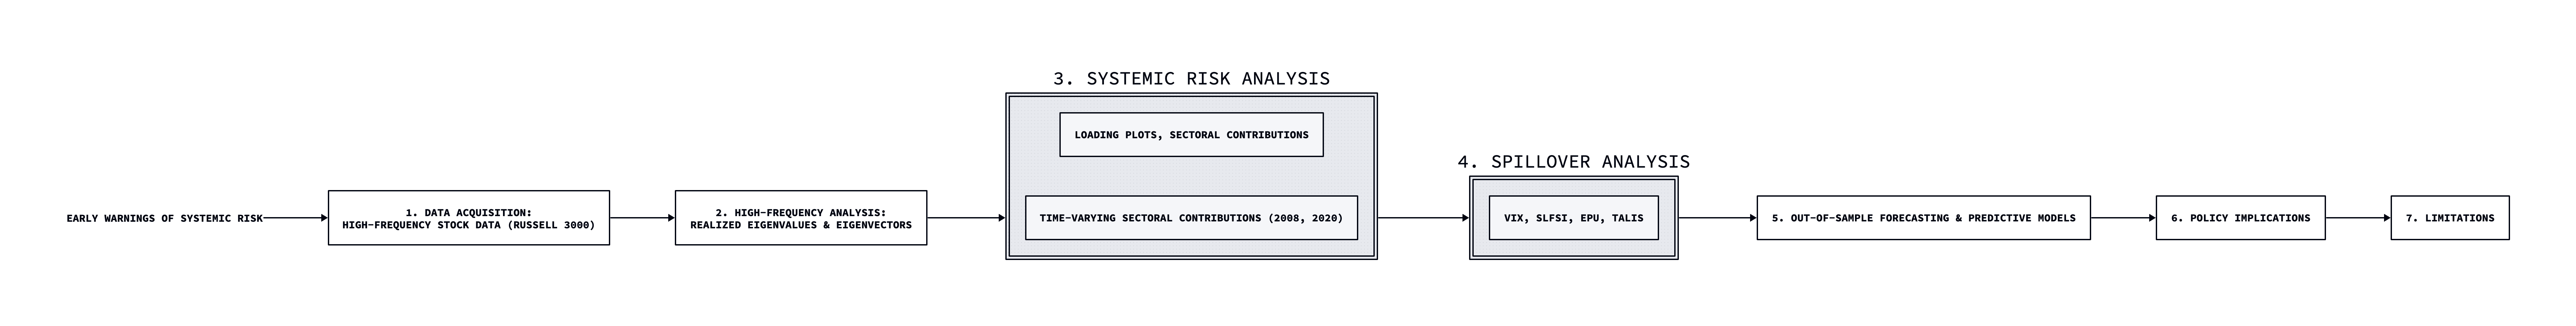 EARLY WARNINGS OF SYSTEMIC RISK
1. DATA ACQUISITION:
HIGH-FREQUENCY STOCK DATA (RUSSELL 3000)
2. HIGH-FREQUENCY ANALYSIS:
REALIZED EIGENVALUES & EIGENVECTORS
3. SYSTEMIC RISK ANALYSIS
LOADING PLOTS, SECTORAL CONTRIBUTIONS
TIME-VARYING SECTORAL CONTRIBUTIONS (2008, 2020)
4. SPILLOVER ANALYSIS
VIX, SLFSI, EPU, TALIS
5. OUT-OF-SAMPLE FORECASTING & PREDICTIVE MODELS
6. POLICY IMPLICATIONS
7. LIMITATIONS